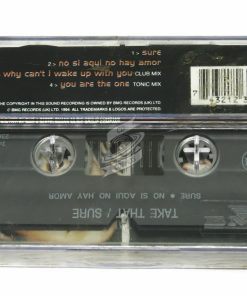 1> sure
2> no si aqui no hay amor
why can't i wake up with you CLUB MIX
4> you are the one TONIC MIX
THE COPYRIGHT IN THIS SOUND RECORDING IS OWNED BY BMG RECORDS (UK) LTD
© BMG RECORDS (UK) LTD. 1994 ALL TRADEMARKS & LOGOS ARE PROTECTED
TAKE THAT / SURE
SURE • NO SI AQUI NO HAY AMOR